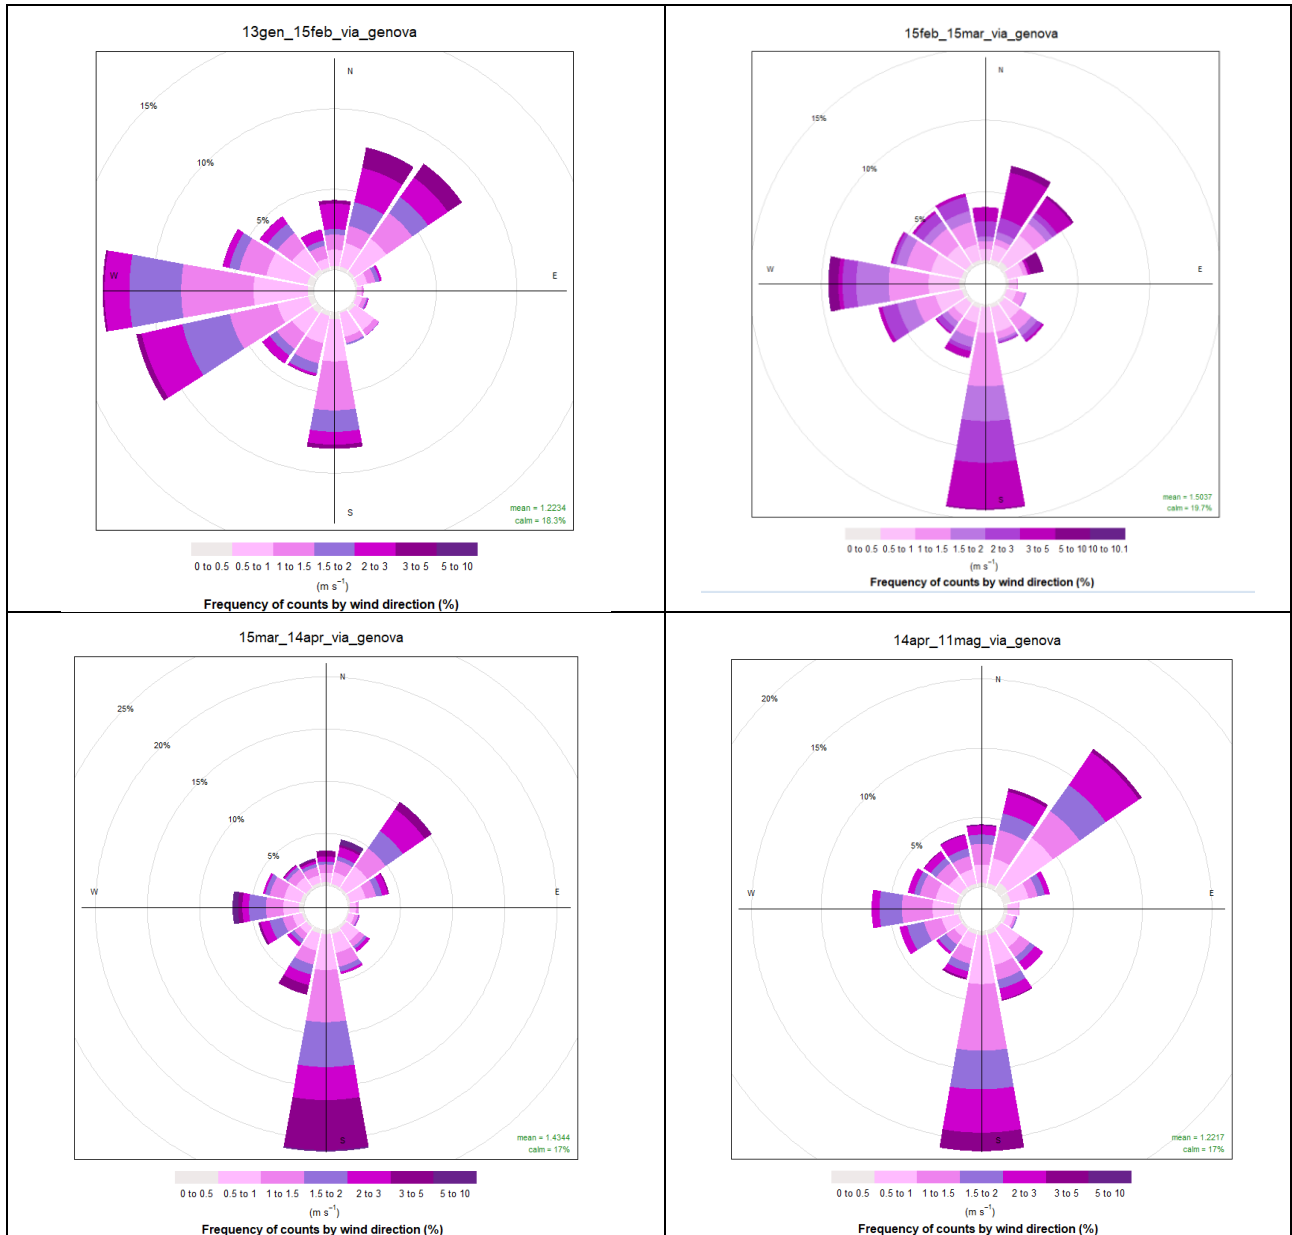 13gen_15feb_via_genova
N
15%
10%
5%
W
E
S
mean = 1.2234
calm = 18.3%
0 to 0.5 0.5 to 1 1 to 1.5 1.5 to 2 2 to 3 3 to 5 5 to 10
(m s⁻¹)
Frequency of counts by wind direction (%)
15feb_15mar_via_genova
N
15%
10%
5%
W
E
S
mean = 1.5037
calm = 19.7%
0 to 0.5 0.5 to 1 1 to 1.5 1.5 to 2 2 to 3 3 to 5 5 to 10 10 to 10.1
(m s⁻¹)
Frequency of counts by wind direction (%)
15mar_14apr_via_genova
N
25%
20%
15%
10%
5%
W
E
S
mean = 1.4344
calm = 17%
0 to 0.5 0.5 to 1 1 to 1.5 1.5 to 2 2 to 3 3 to 5 5 to 10
(m s⁻¹)
Frequency of counts by wind direction (%)
14apr_11mag_via_genova
N
20%
15%
10%
5%
W
E
S
mean = 1.2217
calm = 17%
0 to 0.5 0.5 to 1 1 to 1.5 1.5 to 2 2 to 3 3 to 5 5 to 10
(m s⁻¹)
Frequency of counts by wind direction (%)